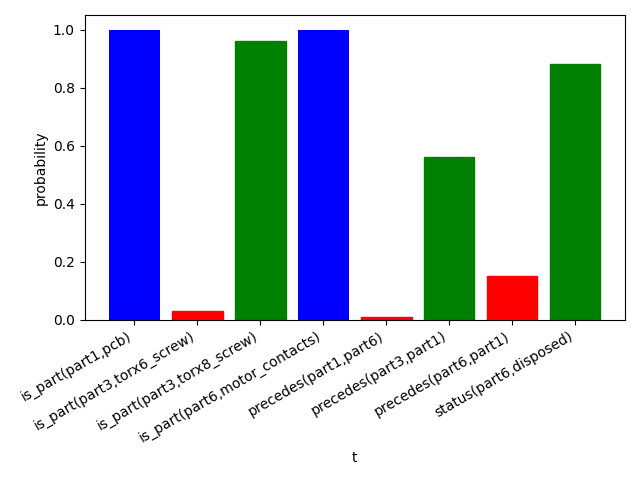 1.0
0.8
0.6
0.4
0.2
0.0
probability
is_part(part1,pcb)
is_part(part3,torx6_screw)
is_part(part3,torx8_screw)
is_part(part6,motor_contacts)
precedes(part1,part6)
precedes(part3,part1)
precedes(part6,part1)
status(part6,disposed)
t